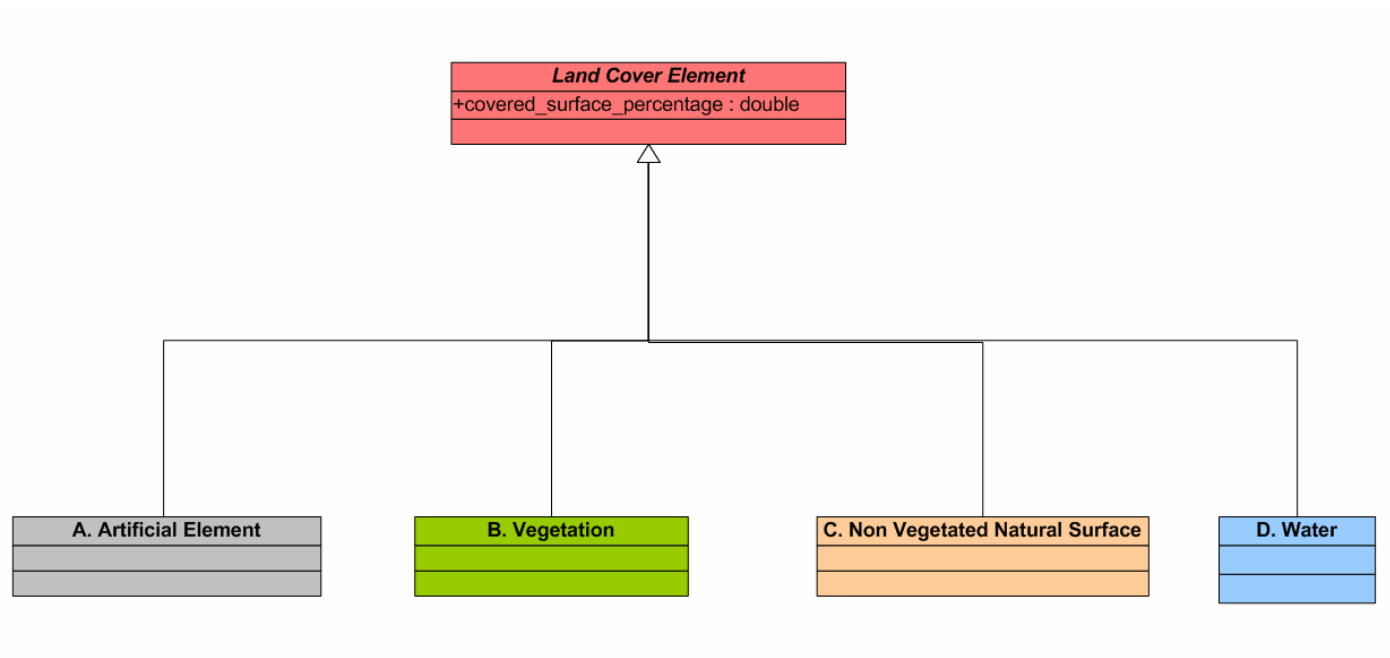 Land Cover Element
+covered_surface_percentage : double
A. Artificial Element
B. Vegetation
C. Non Vegetated Natural Surface
D. Water